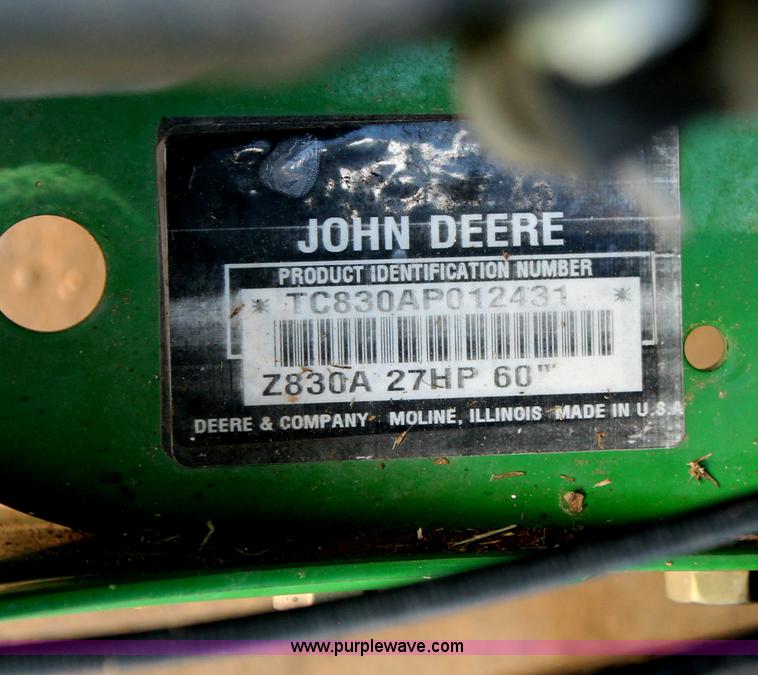 JOHN DEERE
PRODUCT IDENTIFICATION NUMBER
* TC830AP012431 *
Z830A 27HP 60"
DEERE & COMPANY MOLINE, ILLINOIS MADE IN U.S.A
www.purplewave.com